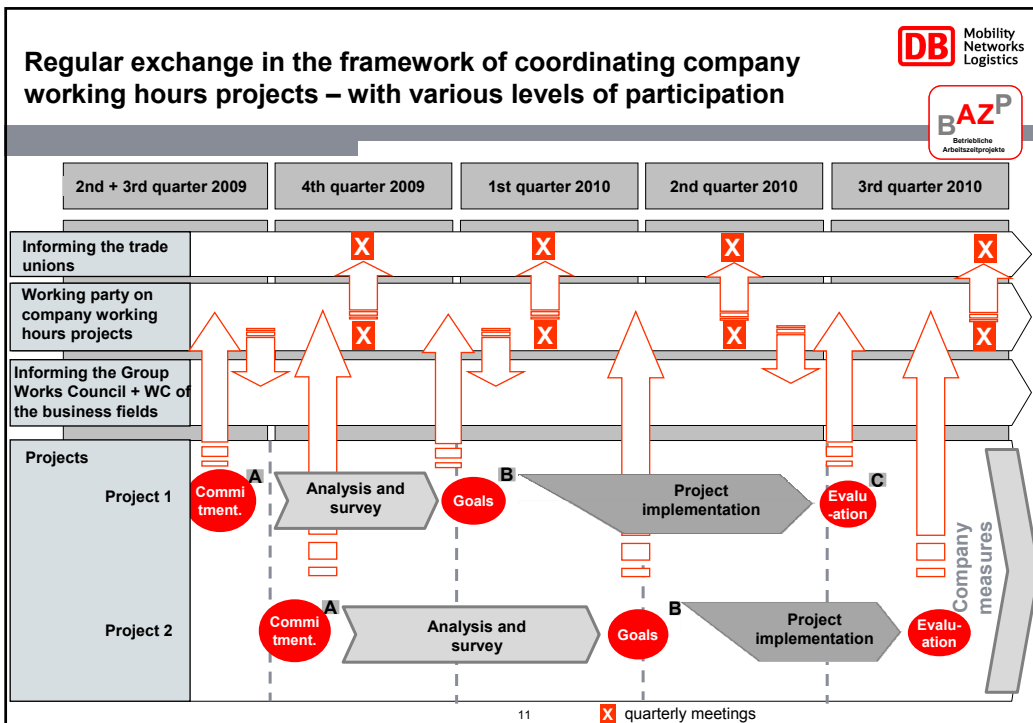 Regular exchange in the framework of coordinating company
working hours projects – with various levels of participation
DB
Mobility
Networks
Logistics
BAZP
Betriebliche
Arbeitszeitprojekte
2nd + 3rd quarter 2009
4th quarter 2009
1st quarter 2010
2nd quarter 2010
3rd quarter 2010
Informing the trade
unions
X
X
X
X
Working party on
company working
hours projects
X
X
X
X
Informing the Group
Works Council + WC of
the business fields
Projects
Project 1
Commi
tment.
A
Analysis and
survey
Goals
B
Project
implementation
Evalu
-ation
C
Company
measures
Project 2
Commi
tment.
A
Analysis and
survey
Goals
B
Project
implementation
Evalu-
ation
11
X quarterly meetings